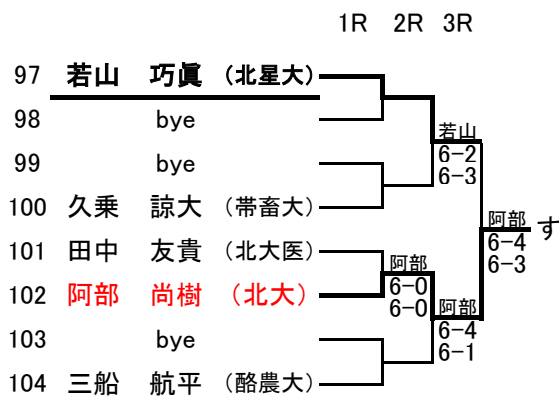 1R 2R 3R
97 若山 巧眞 (北星大)
98 bye
若山
99 bye 6-2
6-3
100 久乗 諒大 (帯畜大)
阿部 す
101 田中 友貴 (北大医) 6-4
阿部 6-3
102 阿部 尚樹 (北大) 6-0
6-0 阿部
103 bye 6-4
6-1
104 三船 航平 (酪農大)